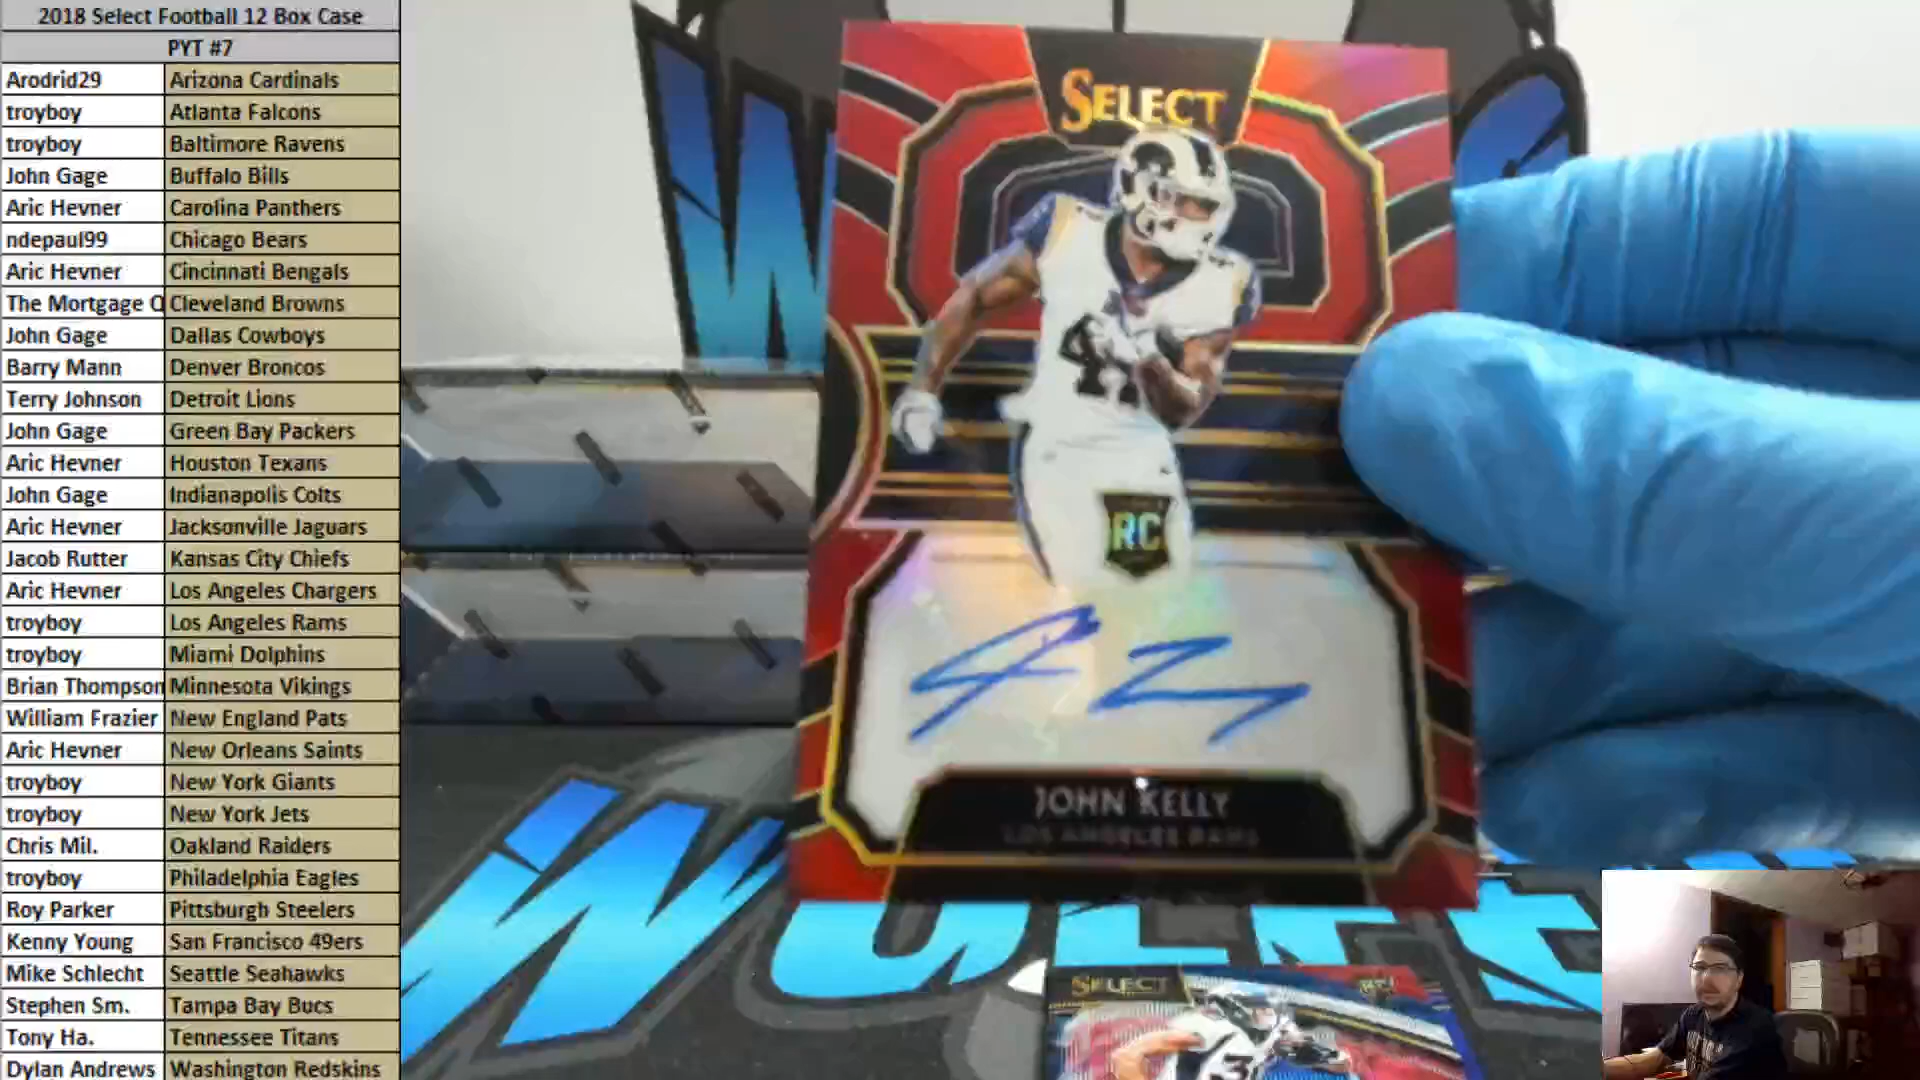 2018 Select Football 12 Box Case
PYT #7
Arodrid29 Arizona Cardinals
troyboy Atlanta Falcons
troyboy Baltimore Ravens
John Gage Buffalo Bills
Aric Hevner Carolina Panthers
ndepaul99 Chicago Bears
Aric Hevner Cincinnati Bengals
The Mortgage Cleveland Browns
John Gage Dallas Cowboys
Barry Mann Denver Broncos
Terry Johnson Detroit Lions
John Gage Green Bay Packers
Aric Hevner Houston Texans
John Gage Indianapolis Colts
Aric Hevner Jacksonville Jaguars
Jacob Rutter Kansas City Chiefs
Aric Hevner Los Angeles Chargers
troyboy Los Angeles Rams
troyboy Miami Dolphins
Brian Thompson Minnesota Vikings
William Frazier New England Pats
Aric Hevner New Orleans Saints
troyboy New York Giants
troyboy New York Jets
Chris Mil. Oakland Raiders
troyboy Philadelphia Eagles
Roy Parker Pittsburgh Steelers
Kenny Young San Francisco 49ers
Mike Schlecht Seattle Seahawks
Stephen Sm. Tampa Bay Bucs
Tony Ha. Tennessee Titans
Dylan Andrews Washington Redskins
SELECT
RC
JOHN KELLY
LOS ANGELES RAMS
SELECT